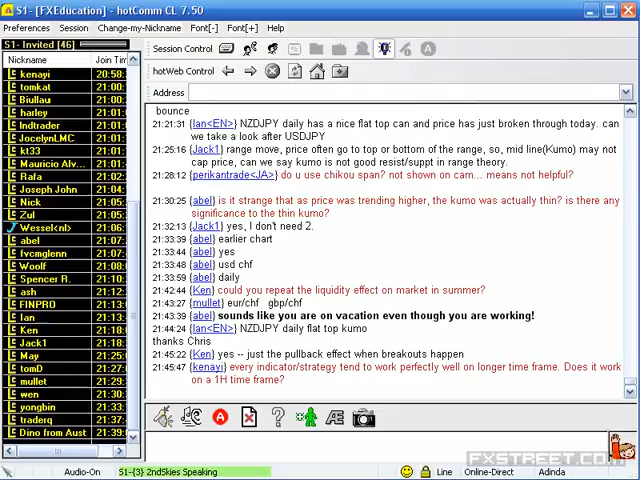 S1- [FXEducation] - hotComm CL 7.50
Preferences Session Change-my-Nickname Font[-] Font[+] Help
S1- Invited [46]
Session Control
Nickname Join Tim
hotWeb Control
Address
kenayi 20:58:
tomkat 21:00:
Biullau 21:00:
harley 21:00:
Indtrader 21:00:
JocelynLMC 21:00:
kt33 21:00:
Mauricio Alv... 21:00:
Rafa 21:02:
Joseph John 21:04:
Nick 21:05:
Zul 21:05:
Wessel<nl> 21:06:
abel 21:07:
fvcmglenn 21:07:
Woolf 21:08:
Spencer R. 21:10:
ash 21:12:
FINPRO 21:12:
Ian 21:17:
Ken 21:18:
Jack1 21:22:
May 21:25:
tomD 21:27:
mullet 21:29:
wen 21:30:
yongbin 21:33:
traderq 21:37:
Dino from Aust 21:39:
bounce
21:21:31 {Ian<EN>} NZDJPY daily has a nice flat top can and price has just broken through today. can
we take a look after USDJPY
21:25:16 {Jack1} range move, price often go to top or bottom of the range, so, mid line(Kumo) may not
cap price, can we say kumo is not good resist/suppt in range theory.
21:28:12 {perikantrade<JA>} do u use chikou span? not shown on cam... means not helpful?
21:30:25 {abel} is it strange that as price was trending higher, the kumo was actually thin? is there any
significance to the thin kumo?
21:32:13 {Jack1} yes, I don't need 2.
21:33:39 {abel} earlier chart
21:33:44 {abel} yes
21:33:48 {abel} usd chf
21:33:59 {abel} daily
21:42:44 {Ken} could you repeat the liquidity effect on market in summer?
21:43:27 {mullet} eur/chf gbp/chf
21:43:39 {abel} sounds like you are on vacation even though you are working!
21:44:24 {Ian<EN>} NZDJPY daily flat top kumo
thanks Chris
21:45:22 {Ken} yes -- just the pullback effect when breakouts happen
21:45:47 {kenayi} every indicator/strategy tend to work perfectly well on longer time frame. Does it work
on a 1H time frame?
FXSTREET.COM
Audio-On S1-{3} 2ndSkies Speaking Line Online-Direct Adinda